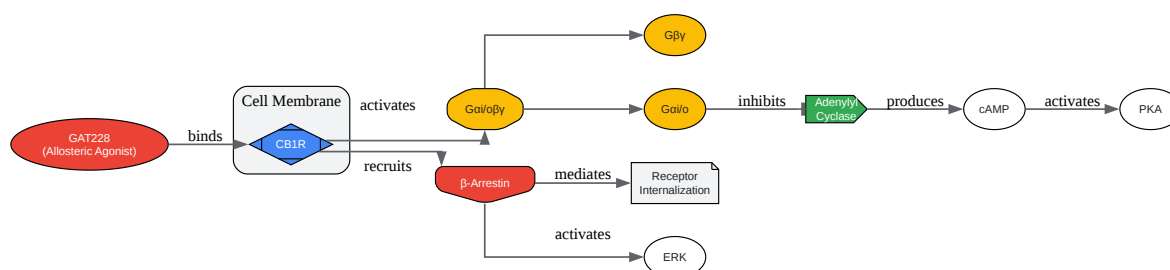 Gβγ
Cell Membrane
activates
Gαi/oβγ
Gαi/o
inhibits
Adenylyl
Cyclase
produces
cAMP
activates
PKA
GAT228
(Allosteric Agonist)
binds
CB1R
recruits
β-Arrestin
mediates
Receptor
Internalization
activates
ERK